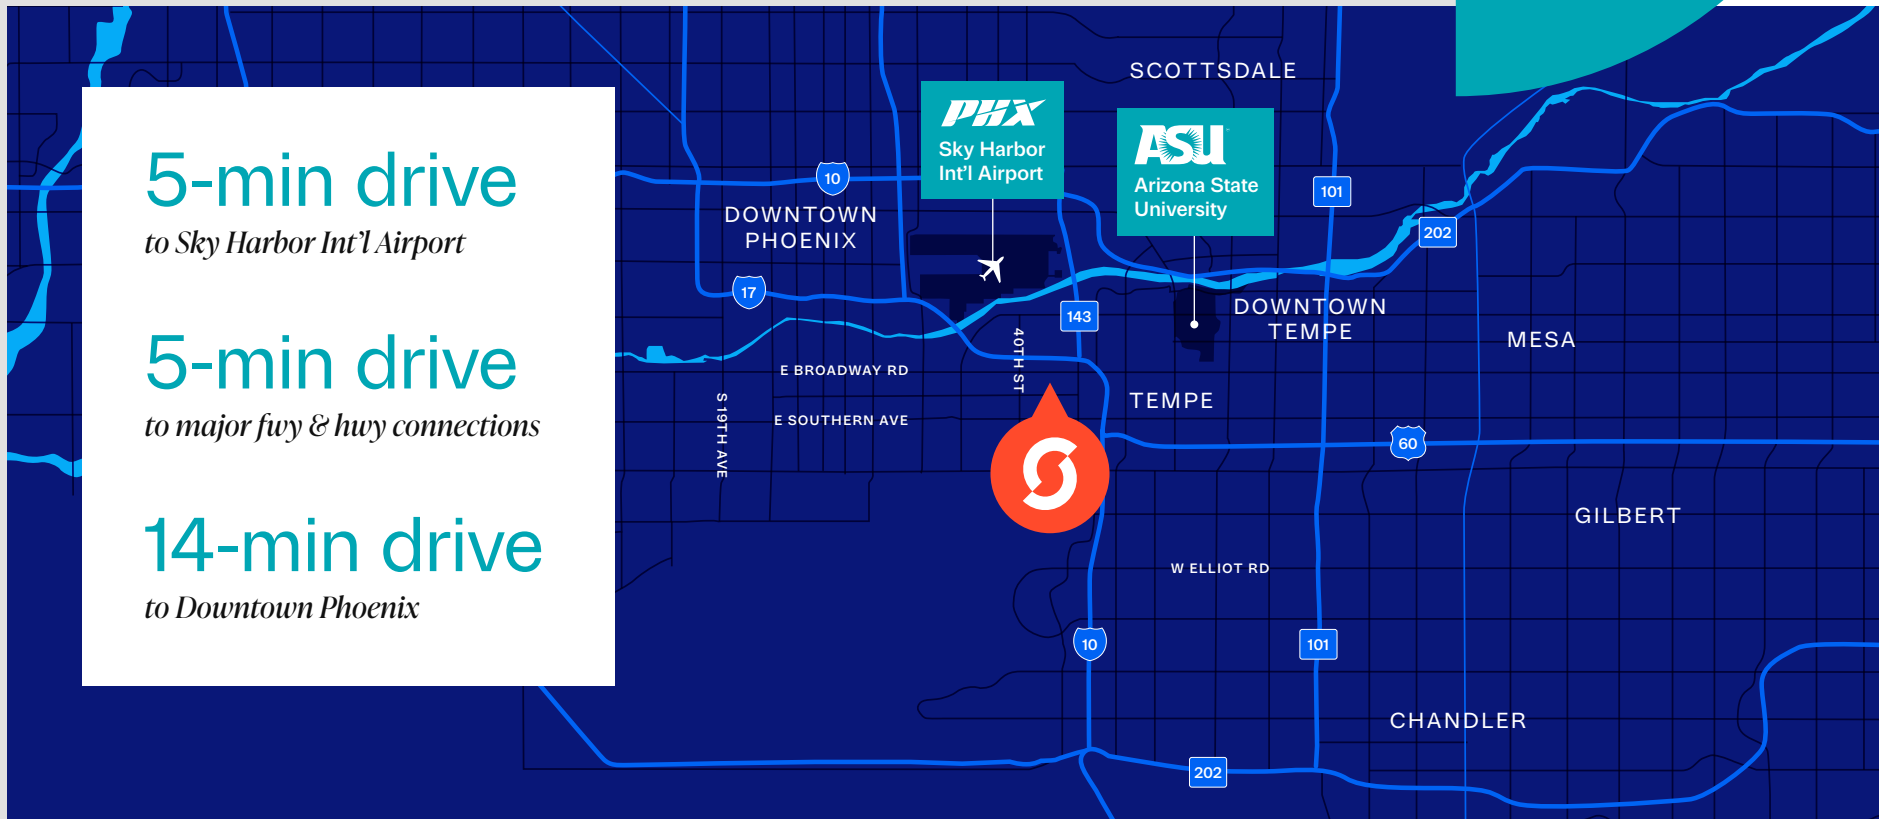 5-min drive
to Sky Harbor Int'l Airport
5-min drive
to major fwy & hwy connections
14-min drive
to Downtown Phoenix
SCOTTSDALE
PHX
Sky Harbor
Int'l Airport
ASU
Arizona State
University
10
101
202
DOWNTOWN
PHOENIX
17
143
DOWNTOWN
TEMPE
MESA
40TH ST
E BROADWAY RD
E SOUTHERN AVE
S 19TH AVE
TEMPE
60
GILBERT
W ELLIOT RD
10
101
CHANDLER
202